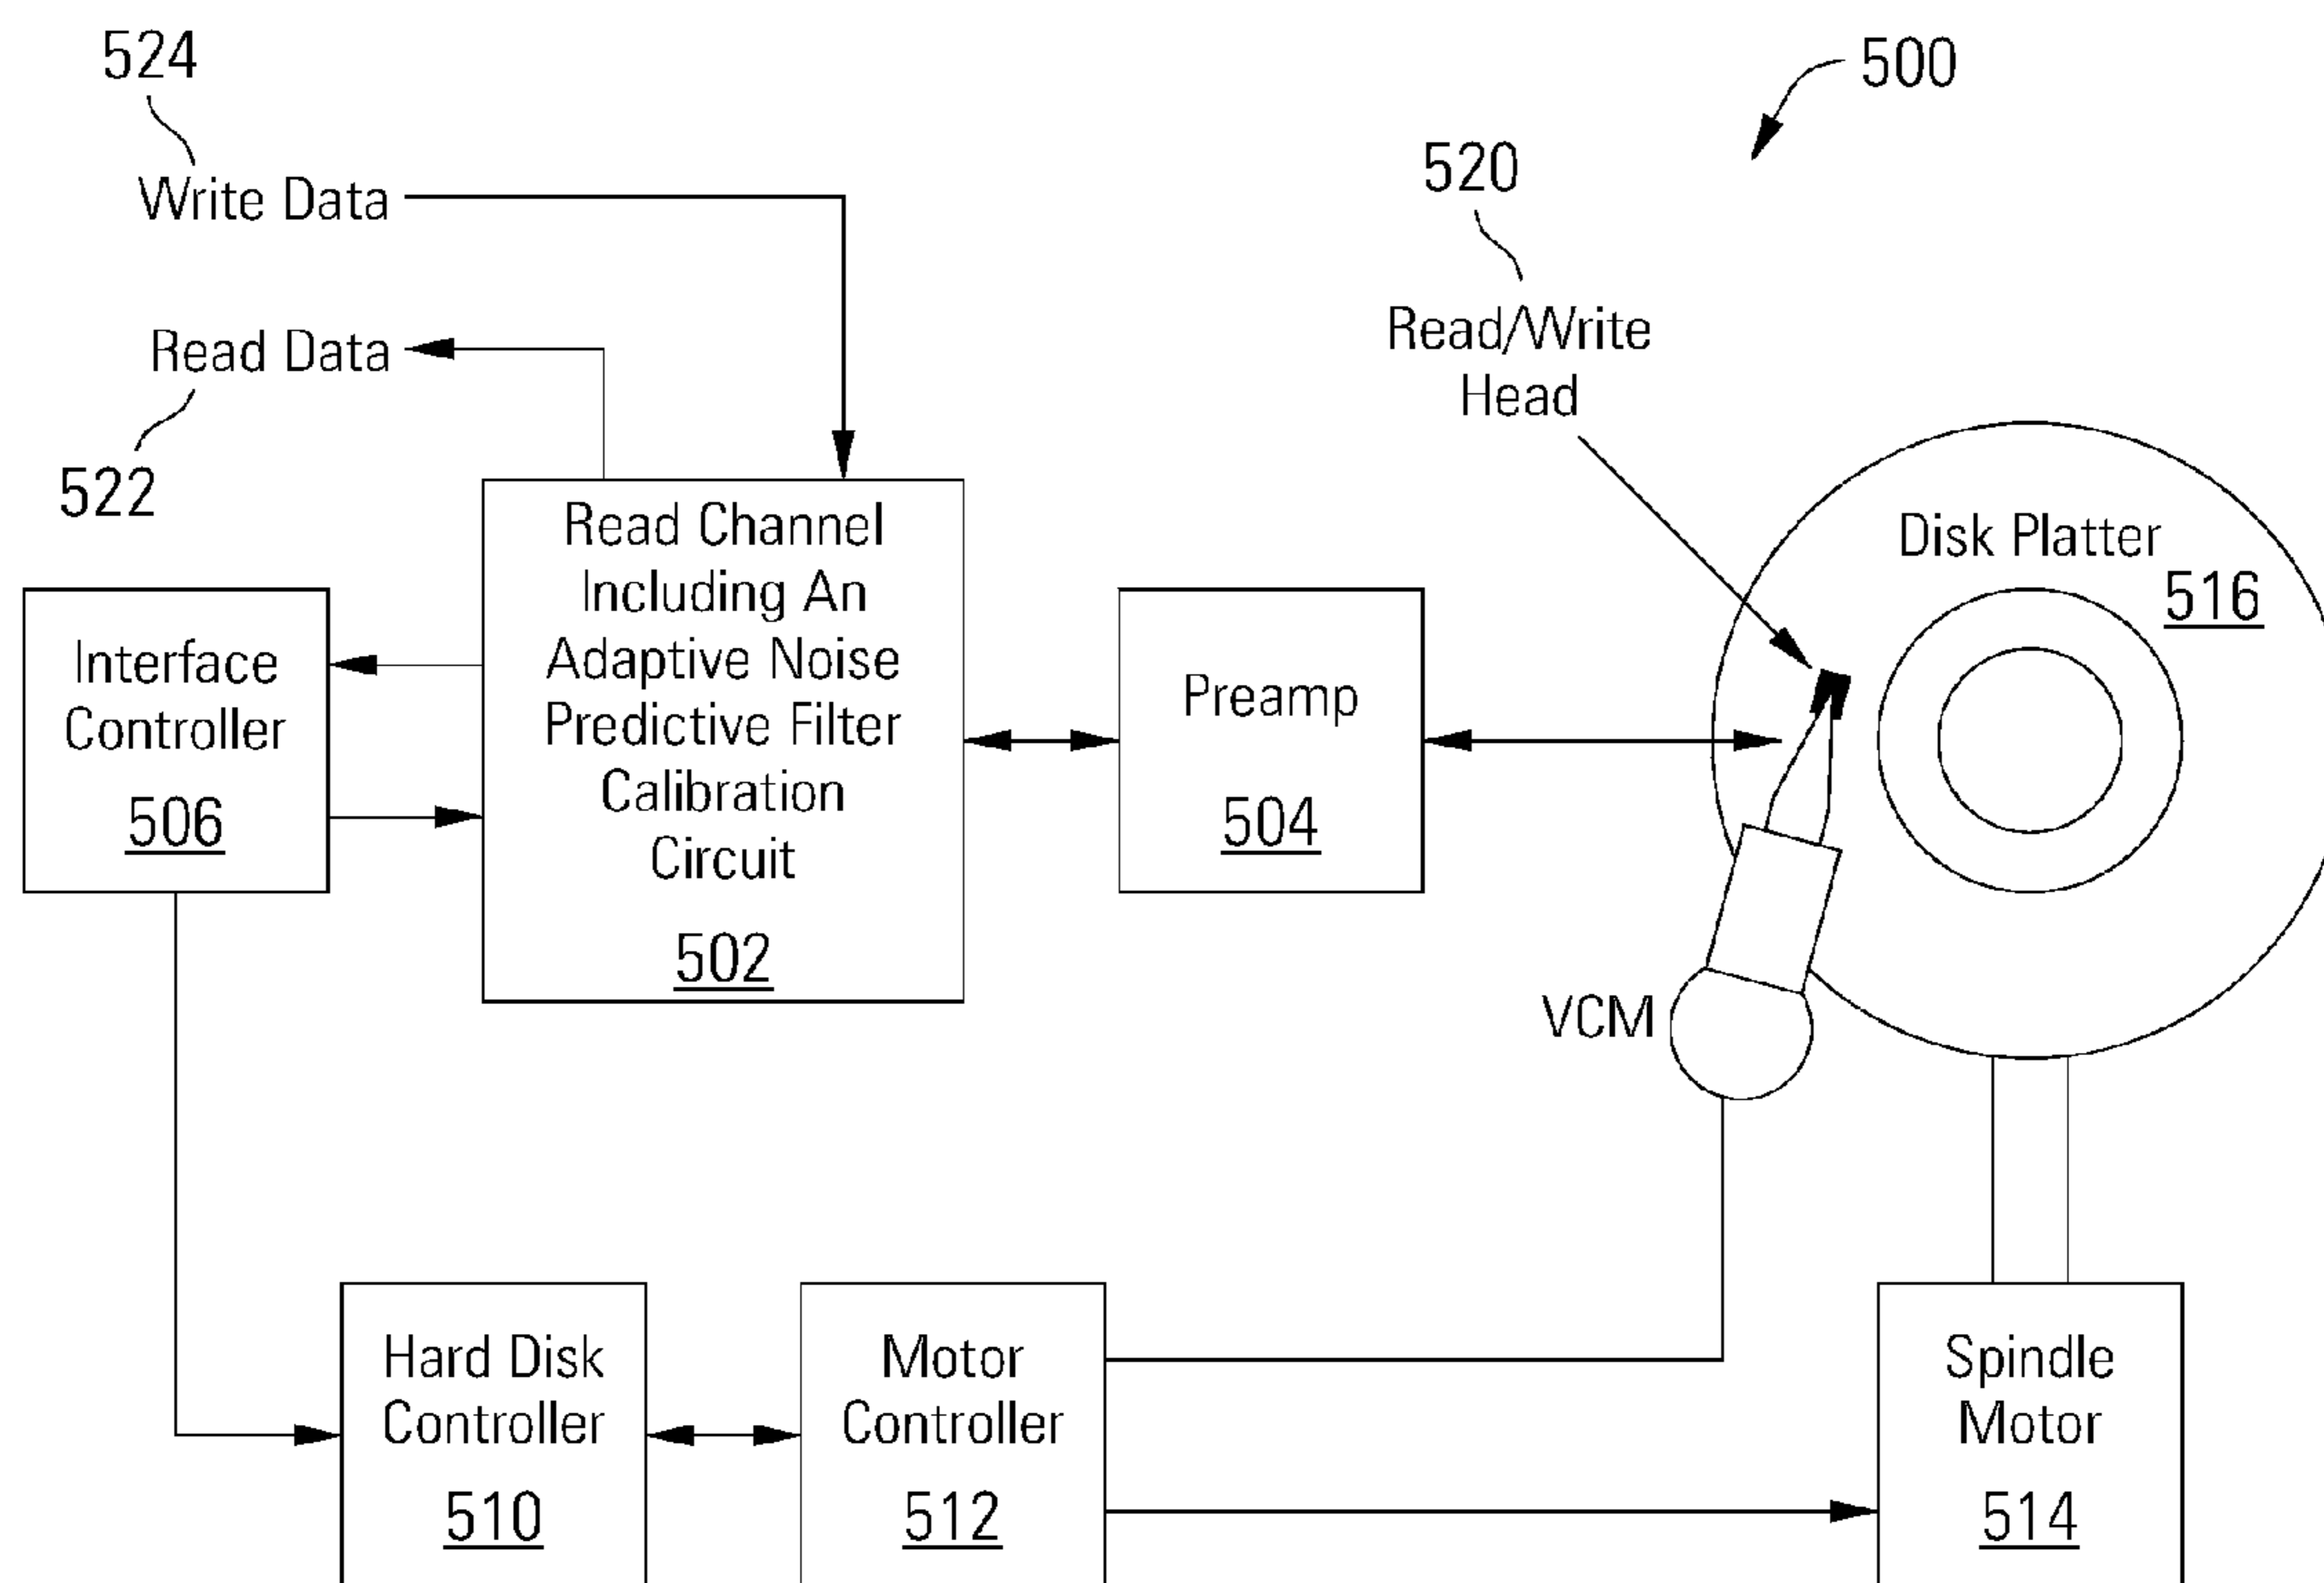 524
500
Write Data
520
Read/Write
Head
Read Data
522
Read Channel
Including An
Adaptive Noise
Predictive Filter
Calibration
Circuit
502
Disk Platter
516
Interface
Controller
506
Preamp
504
VCM
Hard Disk
Controller
510
Motor
Controller
512
Spindle
Motor
514